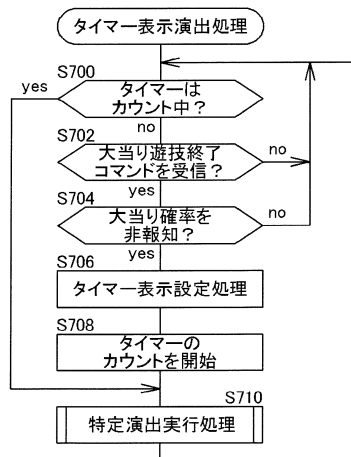 タイマー表示演出処理
S700
yes
タイマーは
カウント中？
no
S702
大当り遊技終了
コマンドを受信？
no
yes
S704
大当り確率を
非報知？
no
yes
S706
タイマー表示設定処理
S708
タイマーの
カウントを開始
S710
特定演出実行処理